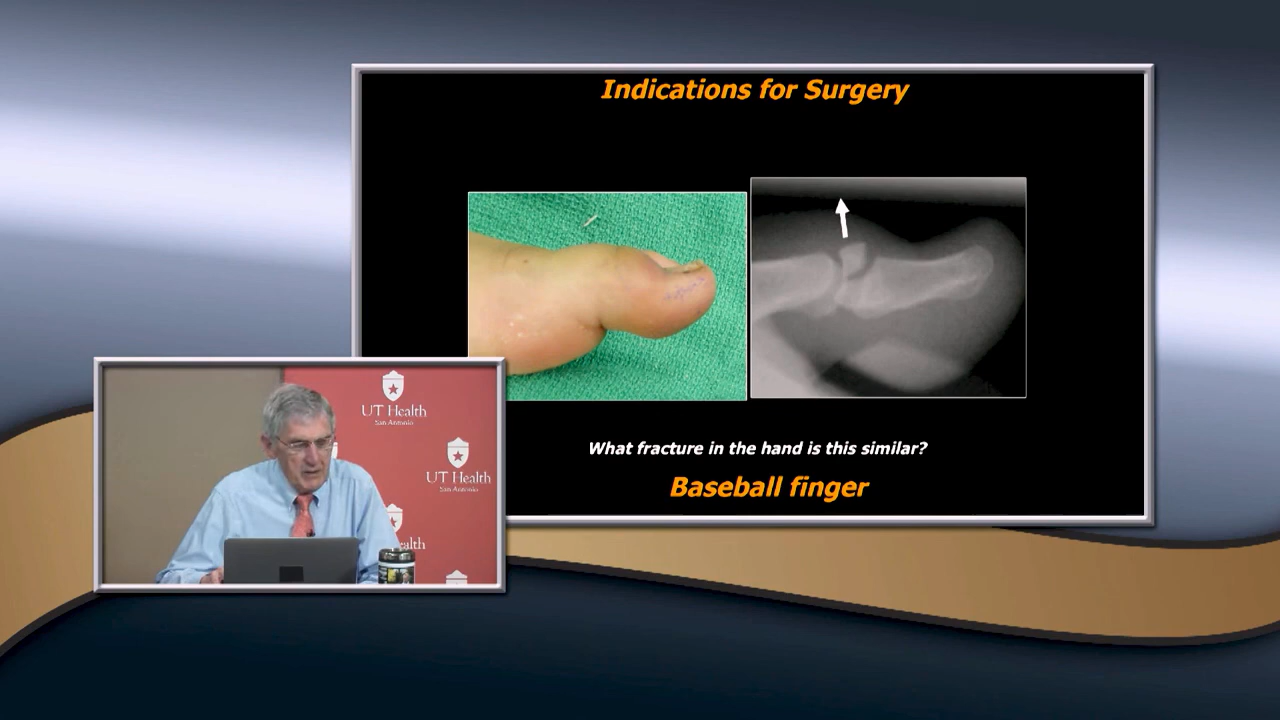 Indications for Surgery
What fracture in the hand is this similar?
Baseball finger
UT Health
San Antonio
UT Health
San Antonio
ealth